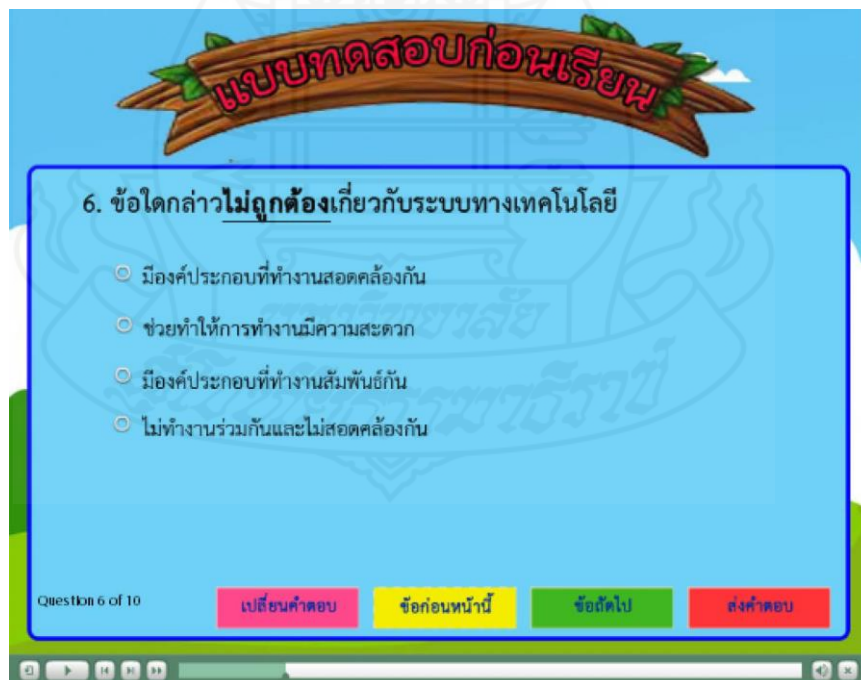 แบบทดสอบก่อนเรียน
6. ข้อใดกล่าวไม่ถูกต้องเกี่ยวกับระบบทางเทคโนโลยี
มีองค์ประกอบที่ทำงานสอดคล้องกัน
ช่วยทำให้การทำงานมีความสะดวก
มีองค์ประกอบที่ทำงานสัมพันธ์กัน
ไม่ทำงานร่วมกันและไม่สอดคล้องกัน
Question 6 of 10
เปลี่ยนคำตอบ
ข้อก่อนหน้านี้
ข้อถัดไป
ส่งคำตอบ